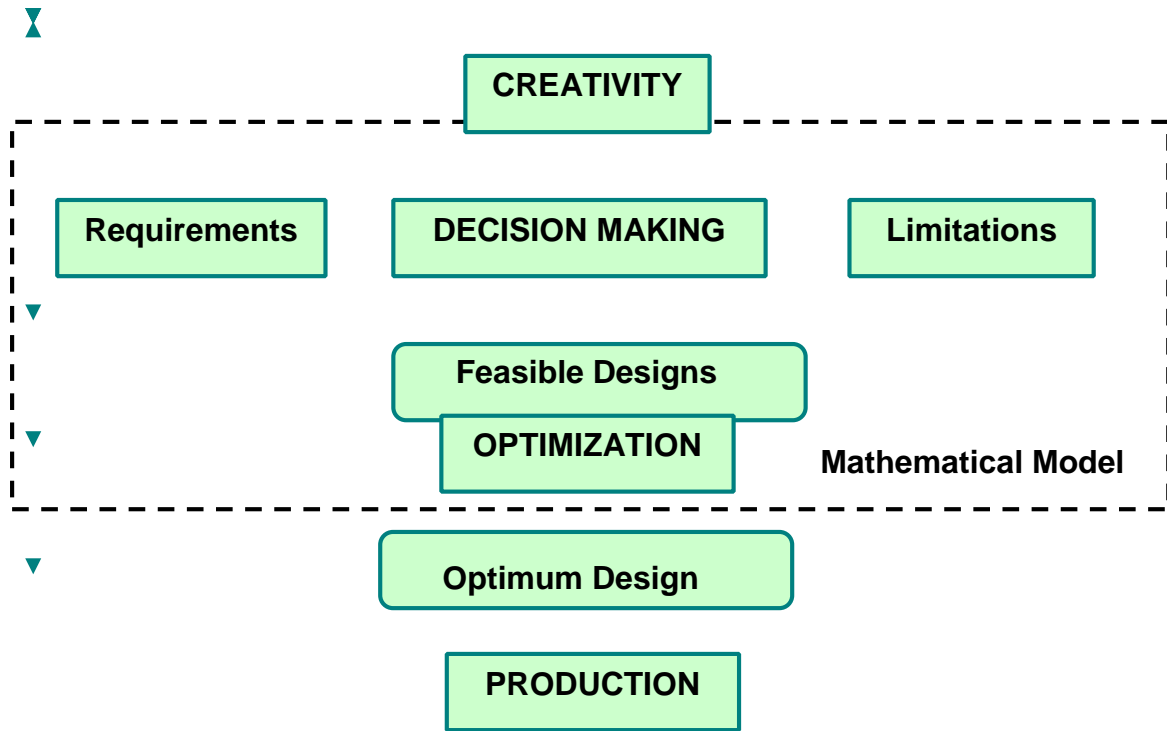 CREATIVITY
Requirements
DECISION MAKING
Limitations
Feasible Designs
OPTIMIZATION
Mathematical Model
Optimum Design
PRODUCTION